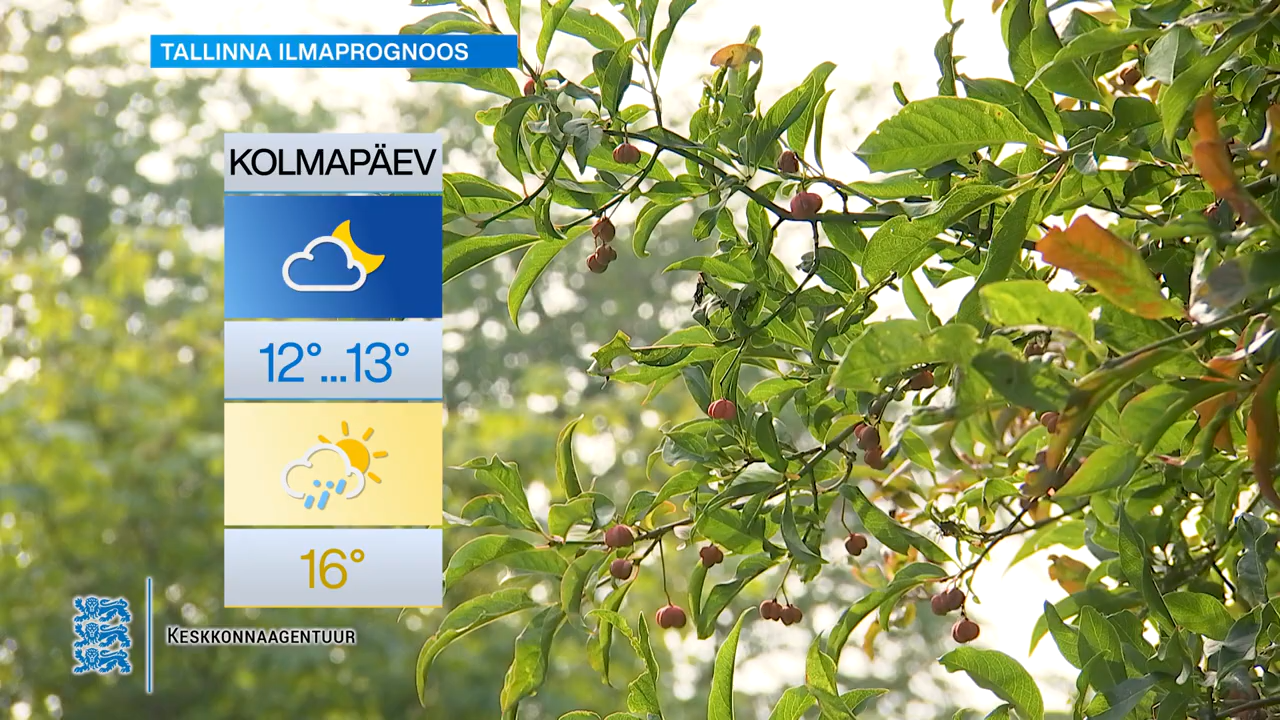 TALLINNA ILMAPROGNOOS
KOLMAPÄEV
12°...13°
16°
KESKKONNAAGENTUUR